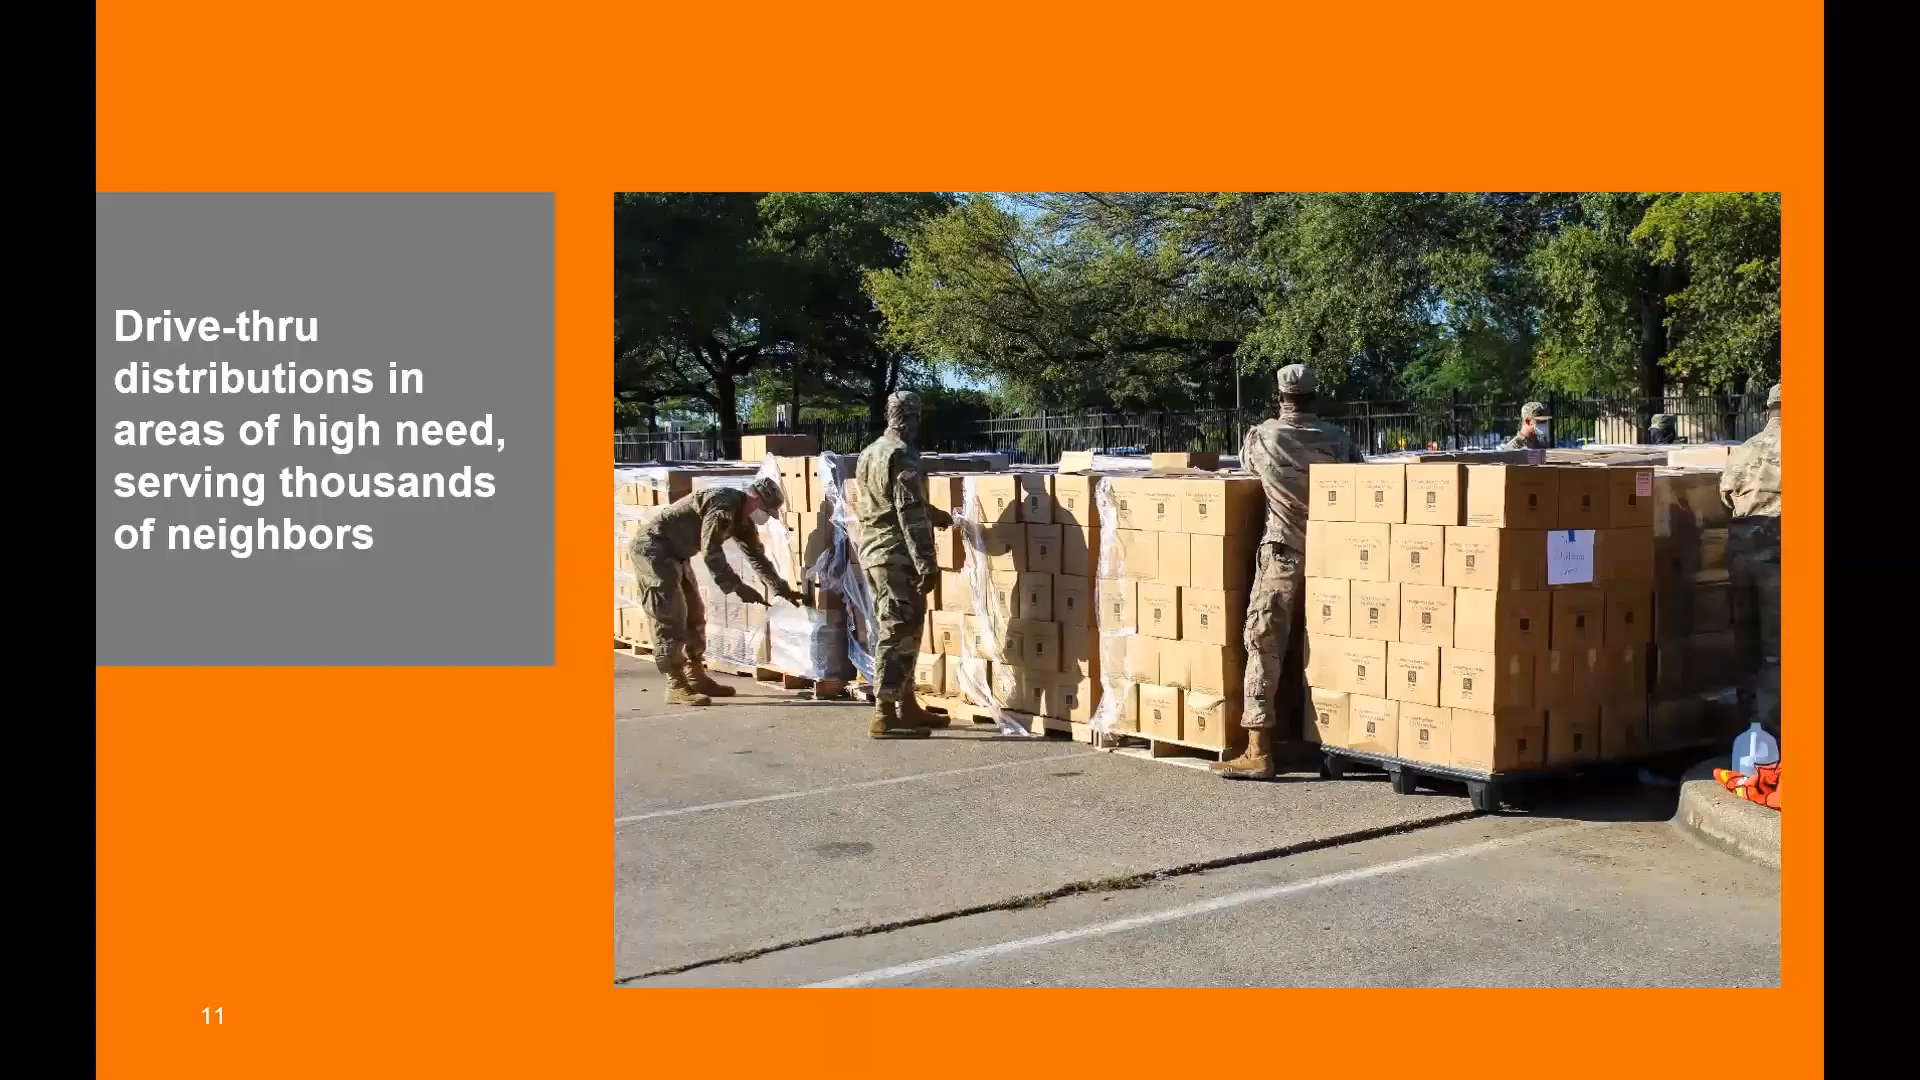 Drive-thru
distributions in
areas of high need,
serving thousands
of neighbors
11